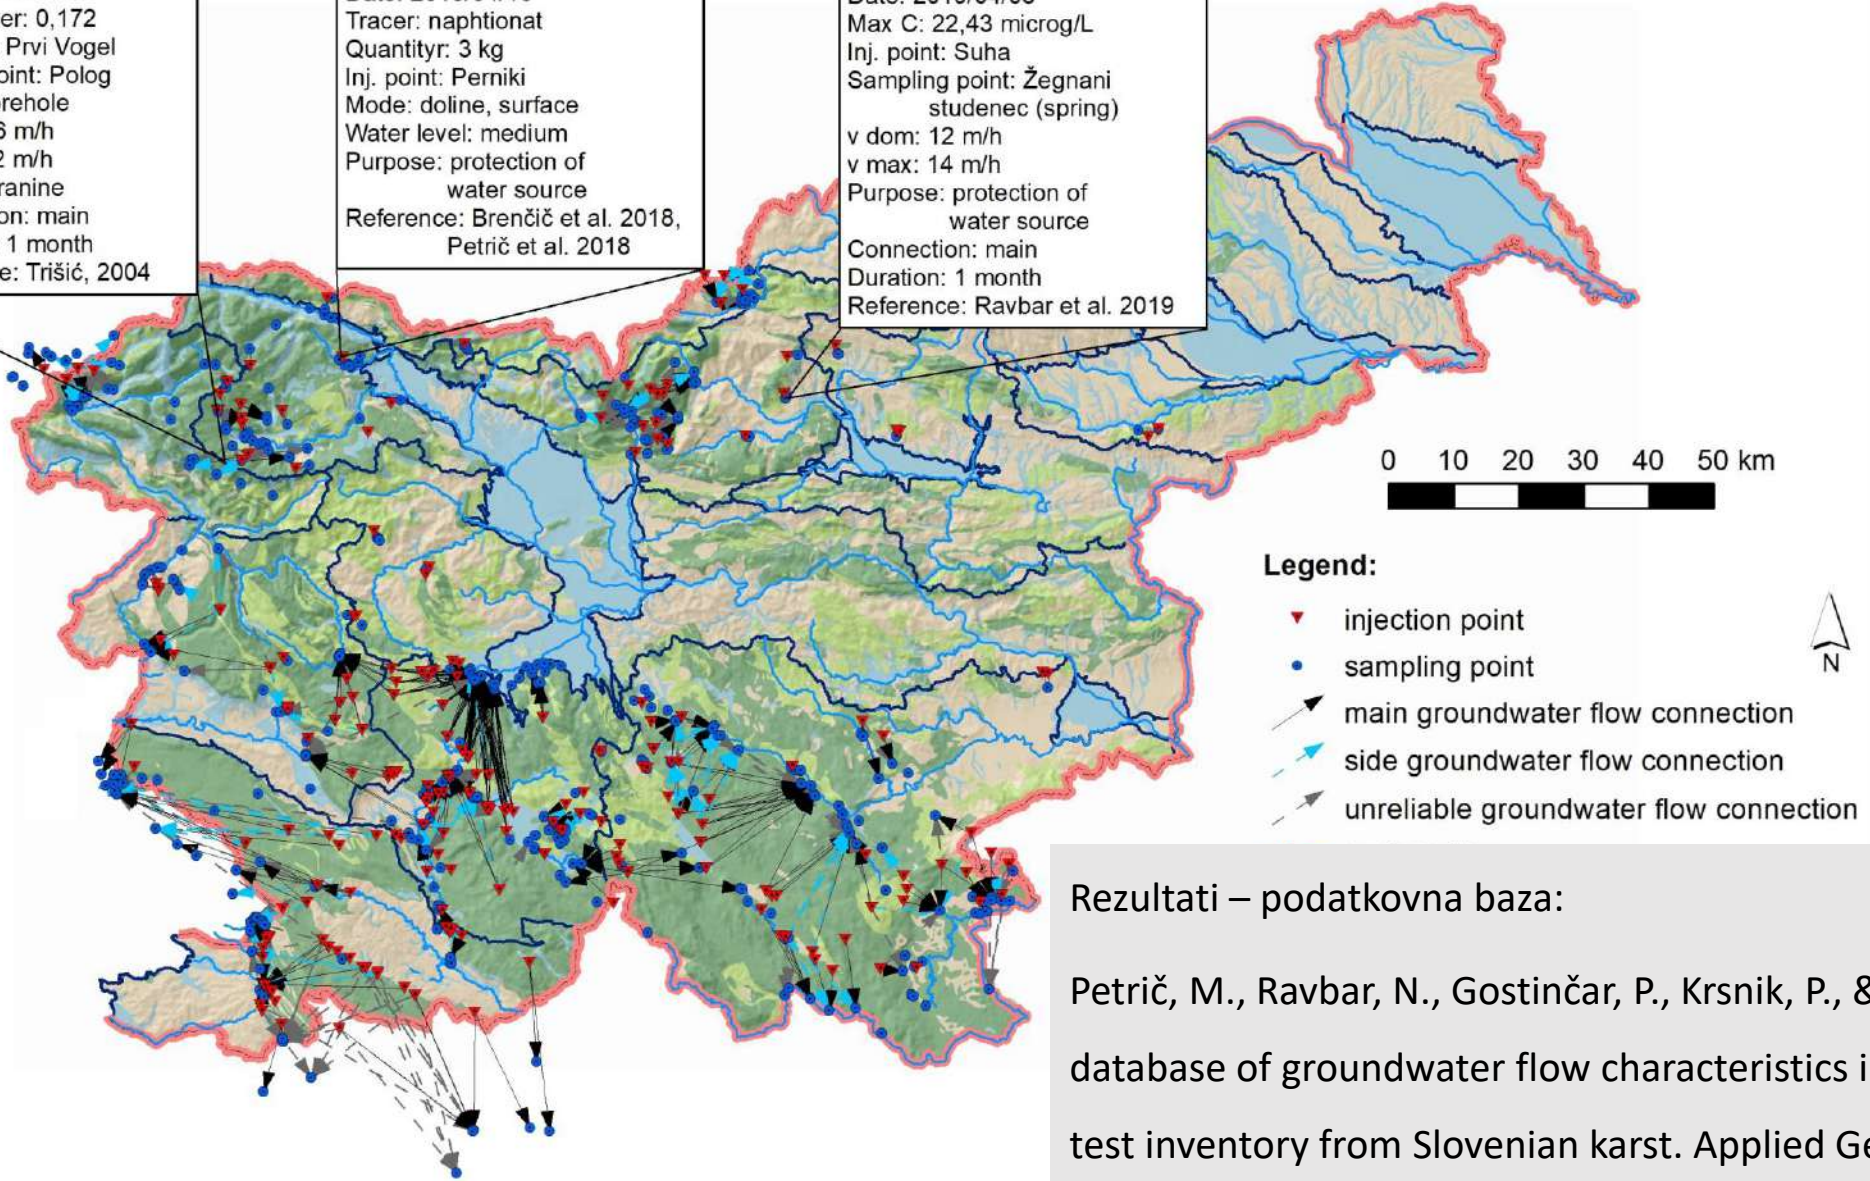 er: 0,172
Prvi Vogel
oint: Polog
rehole
6 m/h
2 m/h
ranine
on: main
1 month
e: Trišić, 2004
Tracer: naphtionat
Quantityr: 3 kg
Inj. point: Perniki
Mode: doline, surface
Water level: medium
Purpose: protection of
water source
Reference: Brenčič et al. 2018,
Petrič et al. 2018
Max C: 22,43 microg/L
Inj. point: Suha
Sampling point: Žegnani
studenec (spring)
v dom: 12 m/h
v max: 14 m/h
Purpose: protection of
water source
Connection: main
Duration: 1 month
Reference: Ravbar et al. 2019
0 10 20 30 40 50 km
Legend:
injection point
sampling point
main groundwater flow connection
side groundwater flow connection
unreliable groundwater flow connection
N
Rezultati – podatkovna baza:
Petrič, M., Ravbar, N., Gostinčar, P., Krsnik, P., &
database of groundwater flow characteristics i
test inventory from Slovenian karst. Applied Ge